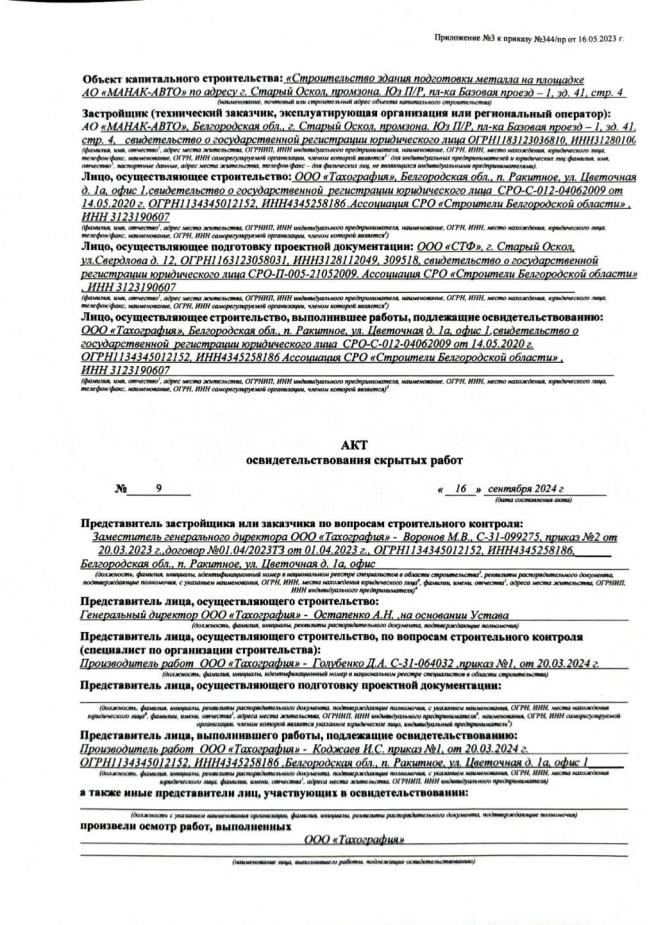 Приложение №3 к приказу №344/пр от 16.05.2023 г.
Объект капитального строительства: «Строительство здания подготовки металла на площадке
АО «МАНАК-АВТО» по адресу г. Старый Оскол, промзона. Юз П/Р, пл-ка Базовая проезд – 1, зд. 41, стр. 4
(наименование, почтовый или строительный адрес объекта капитального строительства)
Застройщик (технический заказчик, эксплуатирующая организация или региональный оператор):
АО «МАНАК-АВТО», Белгородская обл., г. Старый Оскол, промзона. Юз П/Р, пл-ка Базовая проезд – 1, зд. 41,
стр. 4, свидетельство о государственной регистрации юридического лица ОГРН1183123036810, ИНН31280100
(фамилия, имя, отчество¹, адрес места жительства, ОГРНИП, ИНН индивидуального предпринимателя, наименование, ОГРН, ИНН, место нахождения, юридического лица,
телефон/факс, наименование, ОГРН, ИНН саморегулируемой организации, членом которой является¹ для индивидуальных предпринимателей и юридических лиц; фамилия, имя,
отчество¹, паспортные данные, адрес места жительства, телефон/факс – для физических лиц, не являющихся индивидуальными предпринимателями).
Лицо, осуществляющее строительство: ООО «Тахография», Белгородская обл., п. Ракитное, ул. Цветочная
д. 1а, офис 1,свидетельство о государственной регистрации юридического лица СРО-С-012-04062009 от
14.05.2020 г. ОГРН1134345012152, ИНН4345258186 .Ассоциация СРО «Строители Белгородской области» ,
ИНН 3123190607
(фамилия, имя, отчество¹, адрес места жительства, ОГРНИП, ИНН индивидуального предпринимателя, наименование, ОГРН, ИНН, место нахождения, юридического лица,
телефон/факс, наименование, ОГРН, ИНН саморегулируемой организации, членом которой является²)
Лицо, осуществляющее подготовку проектной документации: ООО «СТФ», г. Старый Оскол,
ул.Свердлова д. 12, ОГРН1163123058031, ИНН3128112049, 309518, свидетельство о государственной
регистрации юридического лица СРО-П-005-21052009. Ассоциация СРО «Строители Белгородской области»
, ИНН 3123190607
(фамилия, имя, отчество¹, адрес места жительства, ОГРНИП, ИНН индивидуального предпринимателя, наименование, ОГРН, ИНН, место нахождения, юридического лица,
телефон/факс, наименование, ОГРН, ИНН саморегулируемой организации, членом которой является²)
Лицо, осуществляющее строительство, выполнившее работы, подлежащие освидетельствованию:
ООО «Тахография», Белгородская обл., п. Ракитное, ул. Цветочная д. 1а, офис 1,свидетельство о
государственной регистрации юридического лица СРО-С-012-04062009 от 14.05.2020 г.
ОГРН1134345012152, ИНН4345258186 Ассоциация СРО «Строители Белгородской области» ,
ИНН 3123190607
(фамилия, имя, отчество¹, адрес места жительства, ОГРНИП, ИНН индивидуального предпринимателя, наименование, ОГРН, ИНН, место нахождения, юридического лица,
телефон/факс, наименование, ОГРН, ИНН саморегулируемой организации, членом которой является)³
АКТ
освидетельствования скрытых работ
№ 9 « 16 » сентября 2024 г
(дата составления акта)
Представитель застройщика или заказчика по вопросам строительного контроля:
Заместитель генерального директора ООО «Тахография» - Воронов М.В., С-31-099275, приказ №2 от
20.03.2023 г.,договор №01.04/2023ТЗ от 01.04.2023 г., ОГРН1134345012152, ИНН4345258186,
Белгородская обл., п. Ракитное, ул. Цветочная д. 1а, офис
(должность, фамилия, инициалы, идентификационный номер в национальном реестре специалистов в области строительства³, реквизиты распорядительного документа,
подтверждающие полномочия, с указанием наименования, ОГРН, ИНН, места нахождения юридического лица⁴, фамилии, имени, отчества¹, адреса места жительства, ОГРНИП,
ИНН индивидуального предпринимателя)⁴
Представитель лица, осуществляющего строительство:
Генеральный директор ООО «Тахография» - Остапенко А.Н. ,на основании Устава
(должность, фамилия, инициалы, реквизиты распорядительного документа, подтверждающие полномочия)
Представитель лица, осуществляющего строительство, по вопросам строительного контроля
(специалист по организации строительства):
Производитель работ ООО «Тахография» - Голубенко Д.А. С-31-064032 ,приказ №1, от 20.03.2024 г.
(должность, фамилия, инициалы, идентификационный номер в национальном реестре специалистов в области строительства)
Представитель лица, осуществляющего подготовку проектной документации:
(должность, фамилия, инициалы, реквизиты распорядительного документа, подтверждающие полномочия, с указанием наименования, ОГРН, ИНН, места нахождения
юридического лица⁴, фамилии, имени, отчества¹, адреса места жительства, ОГРНИП, ИНН индивидуального предпринимателя⁴, наименования, ОГРН, ИНН саморегулируемой
организации, членом которой является указанное юридическое лицо, индивидуальный предприниматель²)
Представитель лица, выполнившего работы, подлежащие освидетельствованию:
Производитель работ ООО «Тахография» - Коджаев И.С. приказ №1, от 20.03.2024 г.
ОГРН1134345012152, ИНН4345258186 ,Белгородская обл., п. Ракитное, ул. Цветочная д. 1а, офис 1
(должность, фамилия, инициалы, реквизиты распорядительного документа, подтверждающие полномочия, с указанием наименования, ОГРН, ИНН, места нахождения
юридического лица, фамилии, имени, отчества¹, адреса места жительства, ОГРНИП, ИНН индивидуального предпринимателя)
а также иные представители лиц, участвующих в освидетельствовании:
(должность с указанием наименования организации, фамилия, инициалы, реквизиты распорядительного документа, подтверждающие полномочия)
произвели осмотр работ, выполненных
ООО «Тахография»
(наименование лица, выполнившего работы, подлежащие освидетельствованию)